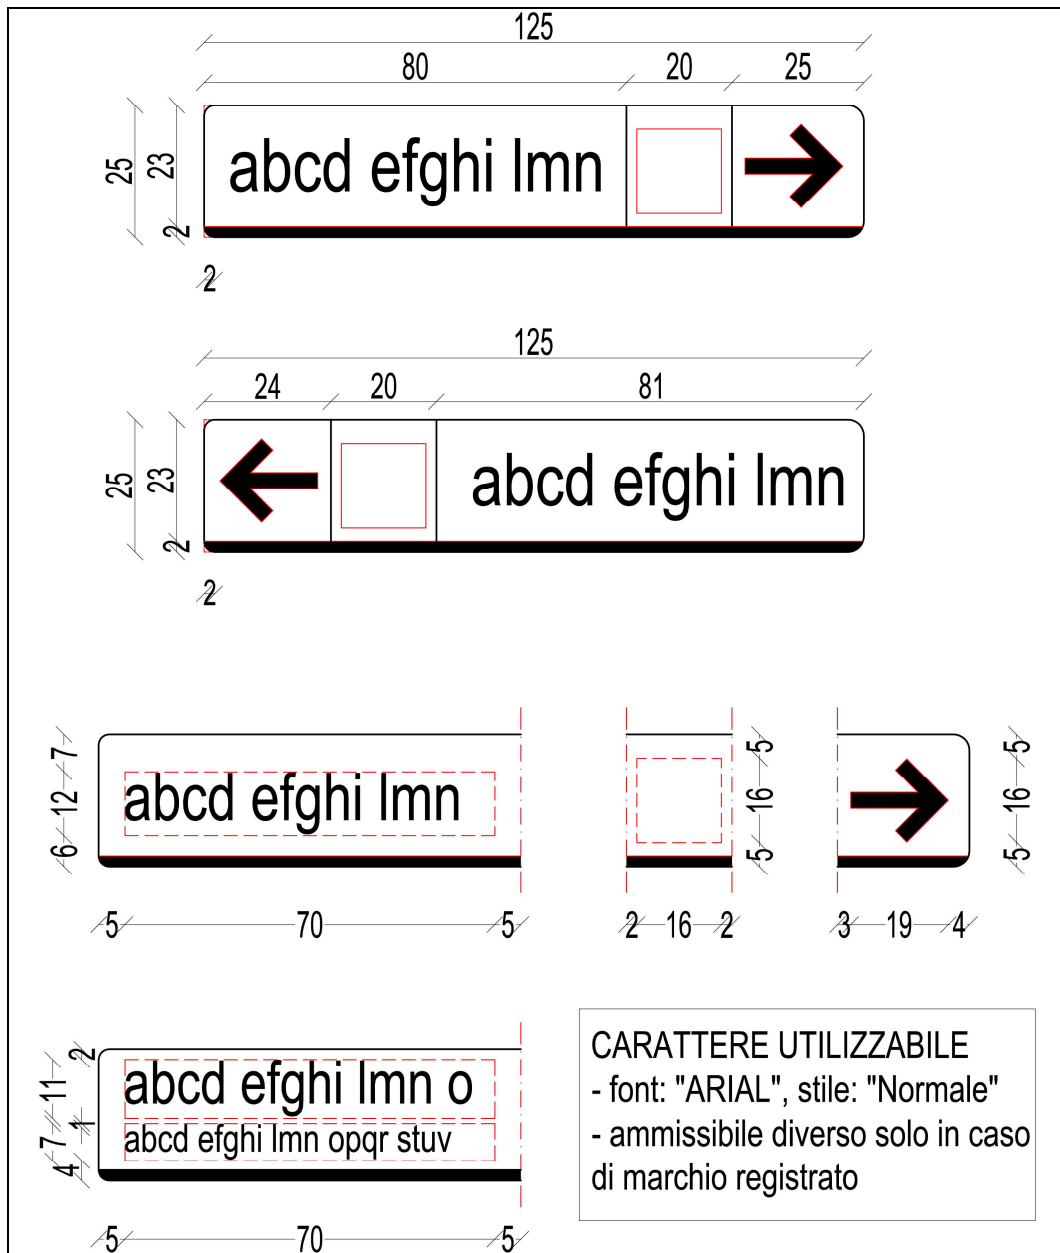 125
80 20 25
25 23 2 abcd efghi lmn
2
125
24 20 81
25 23 2 abcd efghi lmn
2
7 12 6 abcd efghi lmn 5 16 5 5 16 5
5 70 5 2 16 2 3 19 4
2 11 1 7 4
abcd efghi lmn o
abcd efghi lmn opqr stuv
5 70 5
CARATTERE UTILIZZABILE
- font: "ARIAL", stile: "Normale"
- ammissibile diverso solo in caso
di marchio registrato